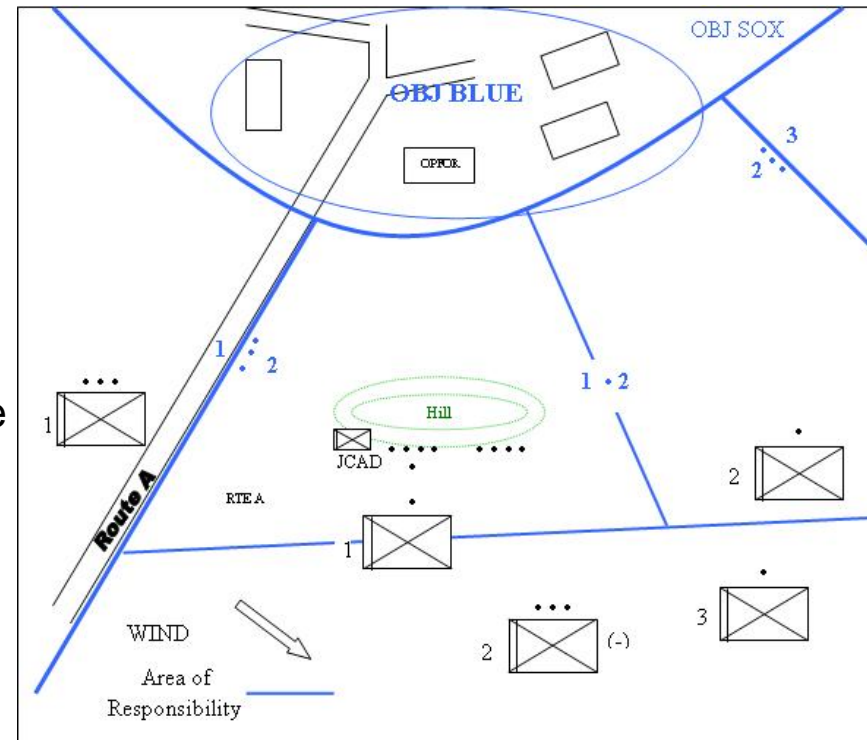 OBJ SOX
OBJ BLUE
OPFOR
3
2
1
2
1 2
1
Hill
JCAD
2
RTE A
Route A
1
3
WIND
2
(-)
Area of
Responsibility